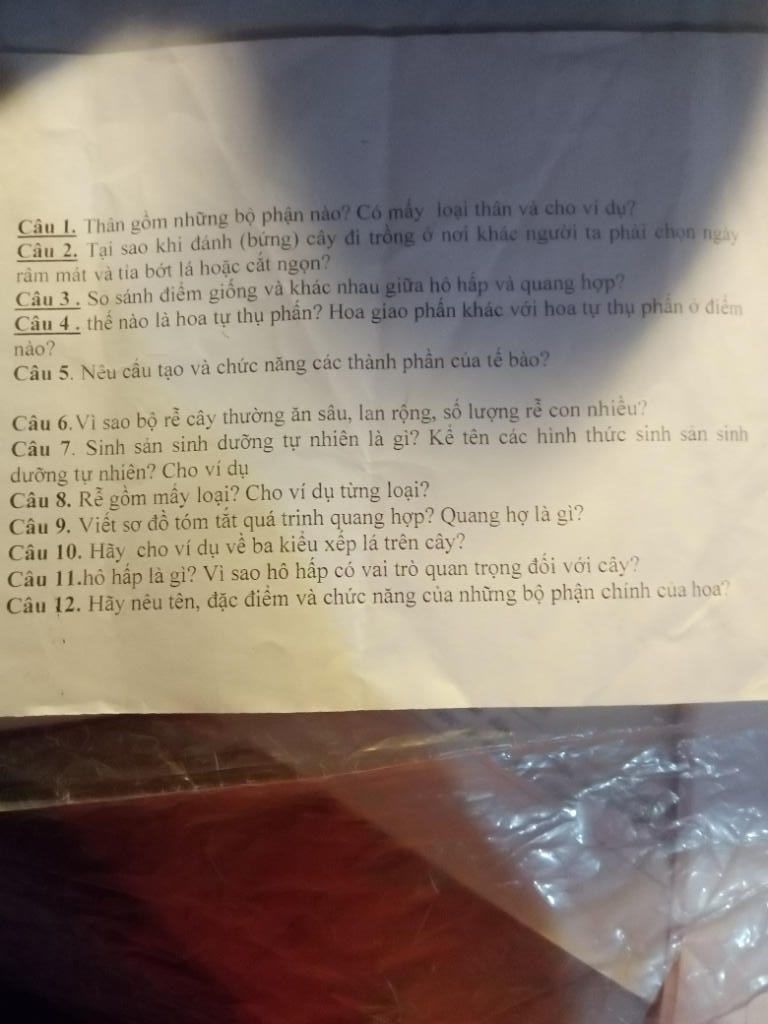 Câu 1. Thân gồm những bộ phận nào? Có mấy loại thân và cho ví dụ?
Câu 2. Tại sao khi đánh (bứng) cây đi trồng ở nơi khác người ta phải chọn ngày
râm mát và tỉa bớt lá hoặc cắt ngọn?
Câu 3 . So sánh điểm giống và khác nhau giữa hô hấp và quang hợp?
Câu 4 . thế nào là hoa tự thụ phấn? Hoa giao phấn khác với hoa tự thụ phấn ở điểm
nào?
Câu 5. Nêu cấu tạo và chức năng các thành phần của tế bào?
Câu 6.Vì sao bộ rễ cây thường ăn sâu, lan rộng, số lượng rễ con nhiều?
Câu 7. Sinh sản sinh dưỡng tự nhiên là gì? Kể tên các hình thức sinh sản sinh
dưỡng tự nhiên? Cho ví dụ
Câu 8. Rễ gồm mấy loại? Cho ví dụ từng loại?
Câu 9. Viết sơ đồ tóm tắt quá trình quang hợp? Quang hợ là gì?
Câu 10. Hãy cho ví dụ về ba kiểu xếp lá trên cây?
Câu 11.hô hấp là gì? Vì sao hô hấp có vai trò quan trọng đối với cây?
Câu 12. Hãy nêu tên, đặc điểm và chức năng của những bộ phận chính của hoa?